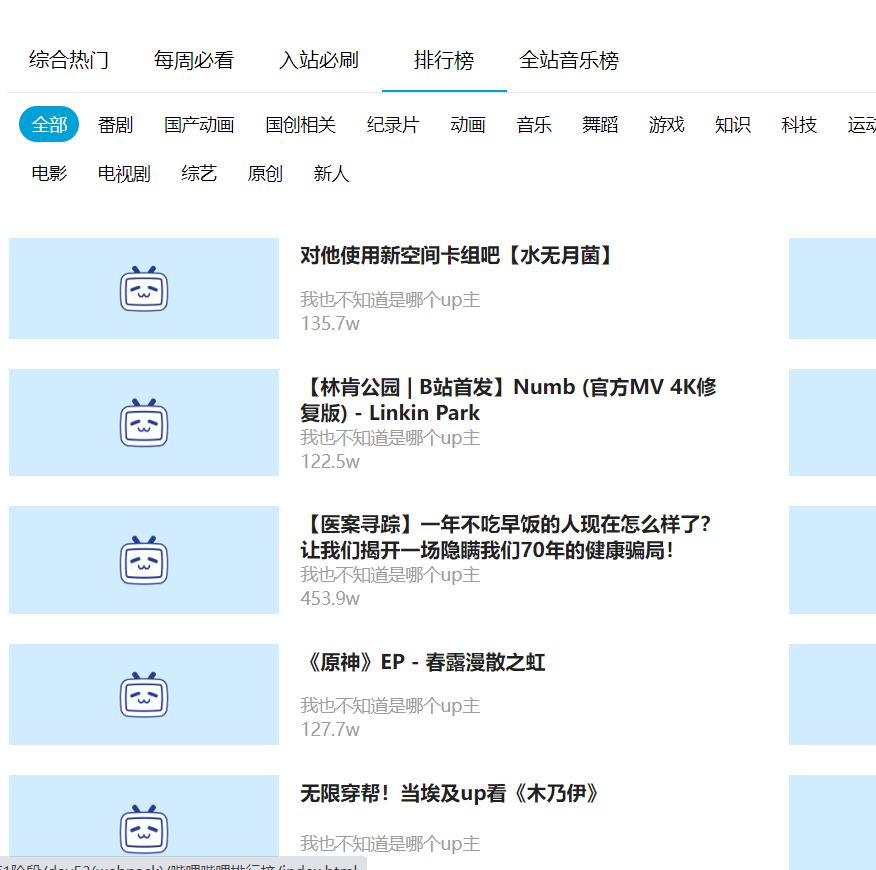 综合热门 每周必看 入站必刷 排行榜 全站音乐榜
全部 番剧 国产动画 国创相关 纪录片 动画 音乐 舞蹈 游戏 知识 科技 运动
电影 电视剧 综艺 原创 新人
对他使用新空间卡组吧【水无月菌】
我也不知道是哪个up主
135.7w
【林肯公园 | B站首发】Numb (官方MV 4K修
复版) - Linkin Park
我也不知道是哪个up主
122.5w
【医案寻踪】一年不吃早饭的人现在怎么样了？
让我们揭开一场隐瞒我们70年的健康骗局！
我也不知道是哪个up主
453.9w
《原神》EP - 春露漫散之虹
我也不知道是哪个up主
127.7w
无限穿帮！当埃及up看《木乃伊》
我也不知道是哪个up主